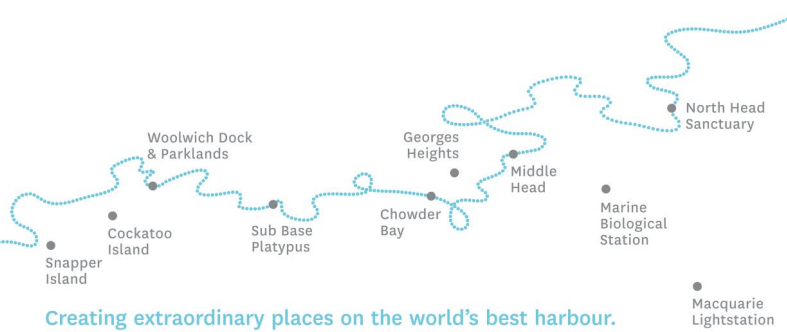 Woolwich Dock
& Parklands
Georges
Heights
North Head
Sanctuary
Middle
Head
Snapper
Island
Cockatoo
Island
Sub Base
Platypus
Chowder
Bay
Marine
Biological
Station
Macquarie
Lightstation
Creating extraordinary places on the world's best harbour.